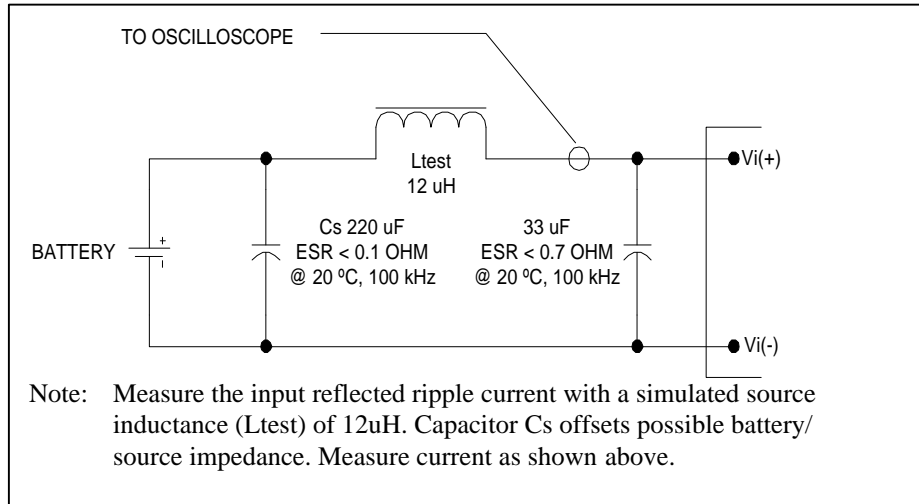 TO OSCILLOSCOPE
Ltest
12 uH
Vi(+)
Cs 220 uF
ESR < 0.1 OHM
@ 20 ºC, 100 kHz
33 uF
ESR < 0.7 OHM
@ 20 ºC, 100 kHz
BATTERY
+
-
Vi(-)
Note: Measure the input reflected ripple current with a simulated source
inductance (Ltest) of 12uH. Capacitor Cs offsets possible battery/
source impedance. Measure current as shown above.